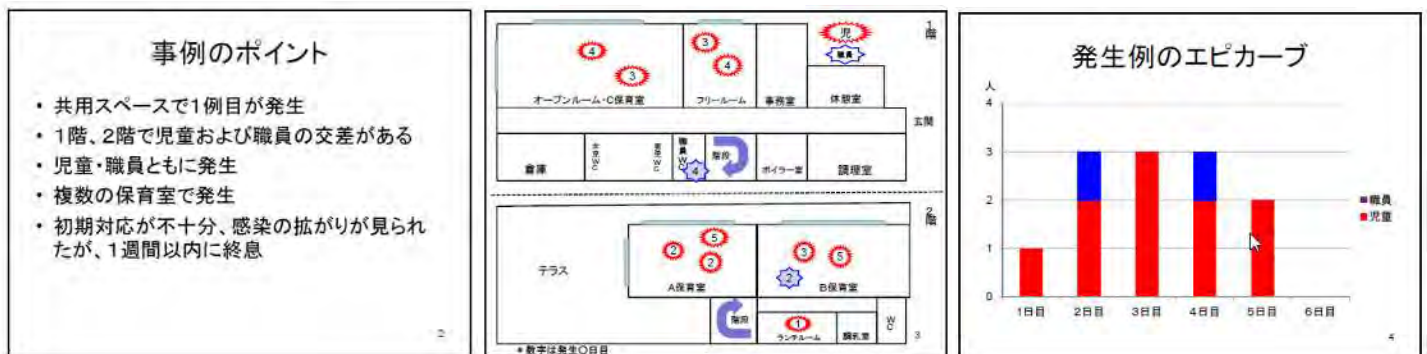 事例のポイント
・ 共用スペースで1例目が発生
・ 1階、2階で児童および職員の交差がある
・ 児童・職員ともに発生
・ 複数の保育室で発生
・ 初期対応が不十分、感染の拡がりが見られ
たが、1週間以内に終息
2
1階
児
職員
4
3
3
4
オープンルーム・C保育室
フリールーム
事務室
休憩室
玄関
倉庫
職員WC
4
階段
ボイラー室
調理室
2階
テラス
2
5
2
A保育室
3
5
2
B保育室
階段
1
ランチルーム
調乳室
WC
3
*数字は発生〇日目
発生例のエピカーブ
人
4
3
2
1
0
1日目 2日目 3日目 4日目 5日目 6日目
職員
児童
4